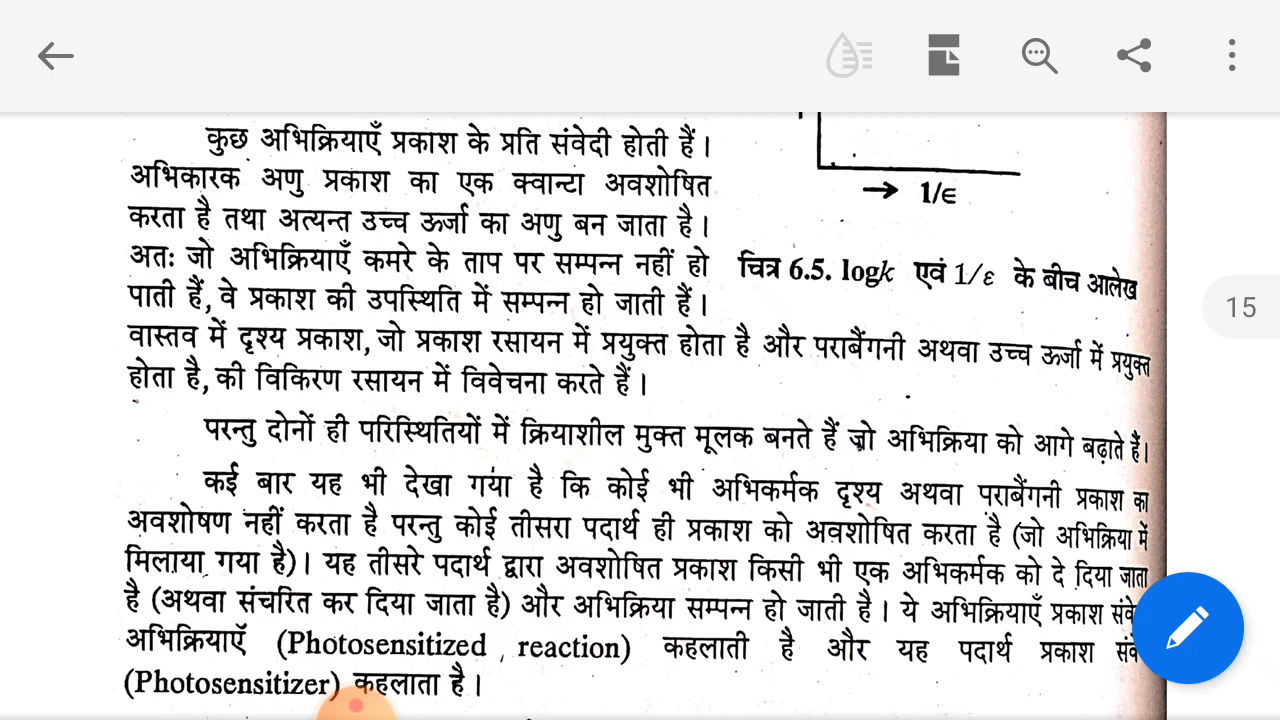 कुछ अभिक्रियाएँ प्रकाश के प्रति संवेदी होती हैं।
अभिकारक अणु प्रकाश का एक क्वान्टा अवशोषित
करता है तथा अत्यन्त उच्च ऊर्जा का अणु बन जाता है।
अतः जो अभिक्रियाएँ कमरे के ताप पर सम्पन्न नहीं हो
पाती हैं, वे प्रकाश की उपस्थिति में सम्पन्न हो जाती हैं।
→ 1/∈
चित्र 6.5. logk एवं 1/ε के बीच आलेख
15
वास्तव में दृश्य प्रकाश, जो प्रकाश रसायन में प्रयुक्त होता है और पराबैंगनी अथवा उच्च ऊर्जा में प्रयुक्त
होता है, की विकिरण रसायन में विवेचना करते हैं।
परन्तु दोनों ही परिस्थितियों में क्रियाशील मुक्त मूलक बनते हैं जो अभिक्रिया को आगे बढ़ाते हैं।
कई बार यह भी देखा गया है कि कोई भी अभिकर्मक दृश्य अथवा पराबैंगनी प्रकाश का
अवशोषण नहीं करता है परन्तु कोई तीसरा पदार्थ ही प्रकाश को अवशोषित करता है (जो अभिक्रिया में
मिलाया गया है)। यह तीसरे पदार्थ द्वारा अवशोषित प्रकाश किसी भी एक अभिकर्मक को दे दिया जाता
है (अथवा संचरित कर दिया जाता है) और अभिक्रिया सम्पन्न हो जाती है। ये अभिक्रियाएँ प्रकाश
अभिक्रियाएँ (Photosensitized reaction) कहलाती है और यह पदार्थ प्रकाश
(Photosensitizer) कहलाता है।